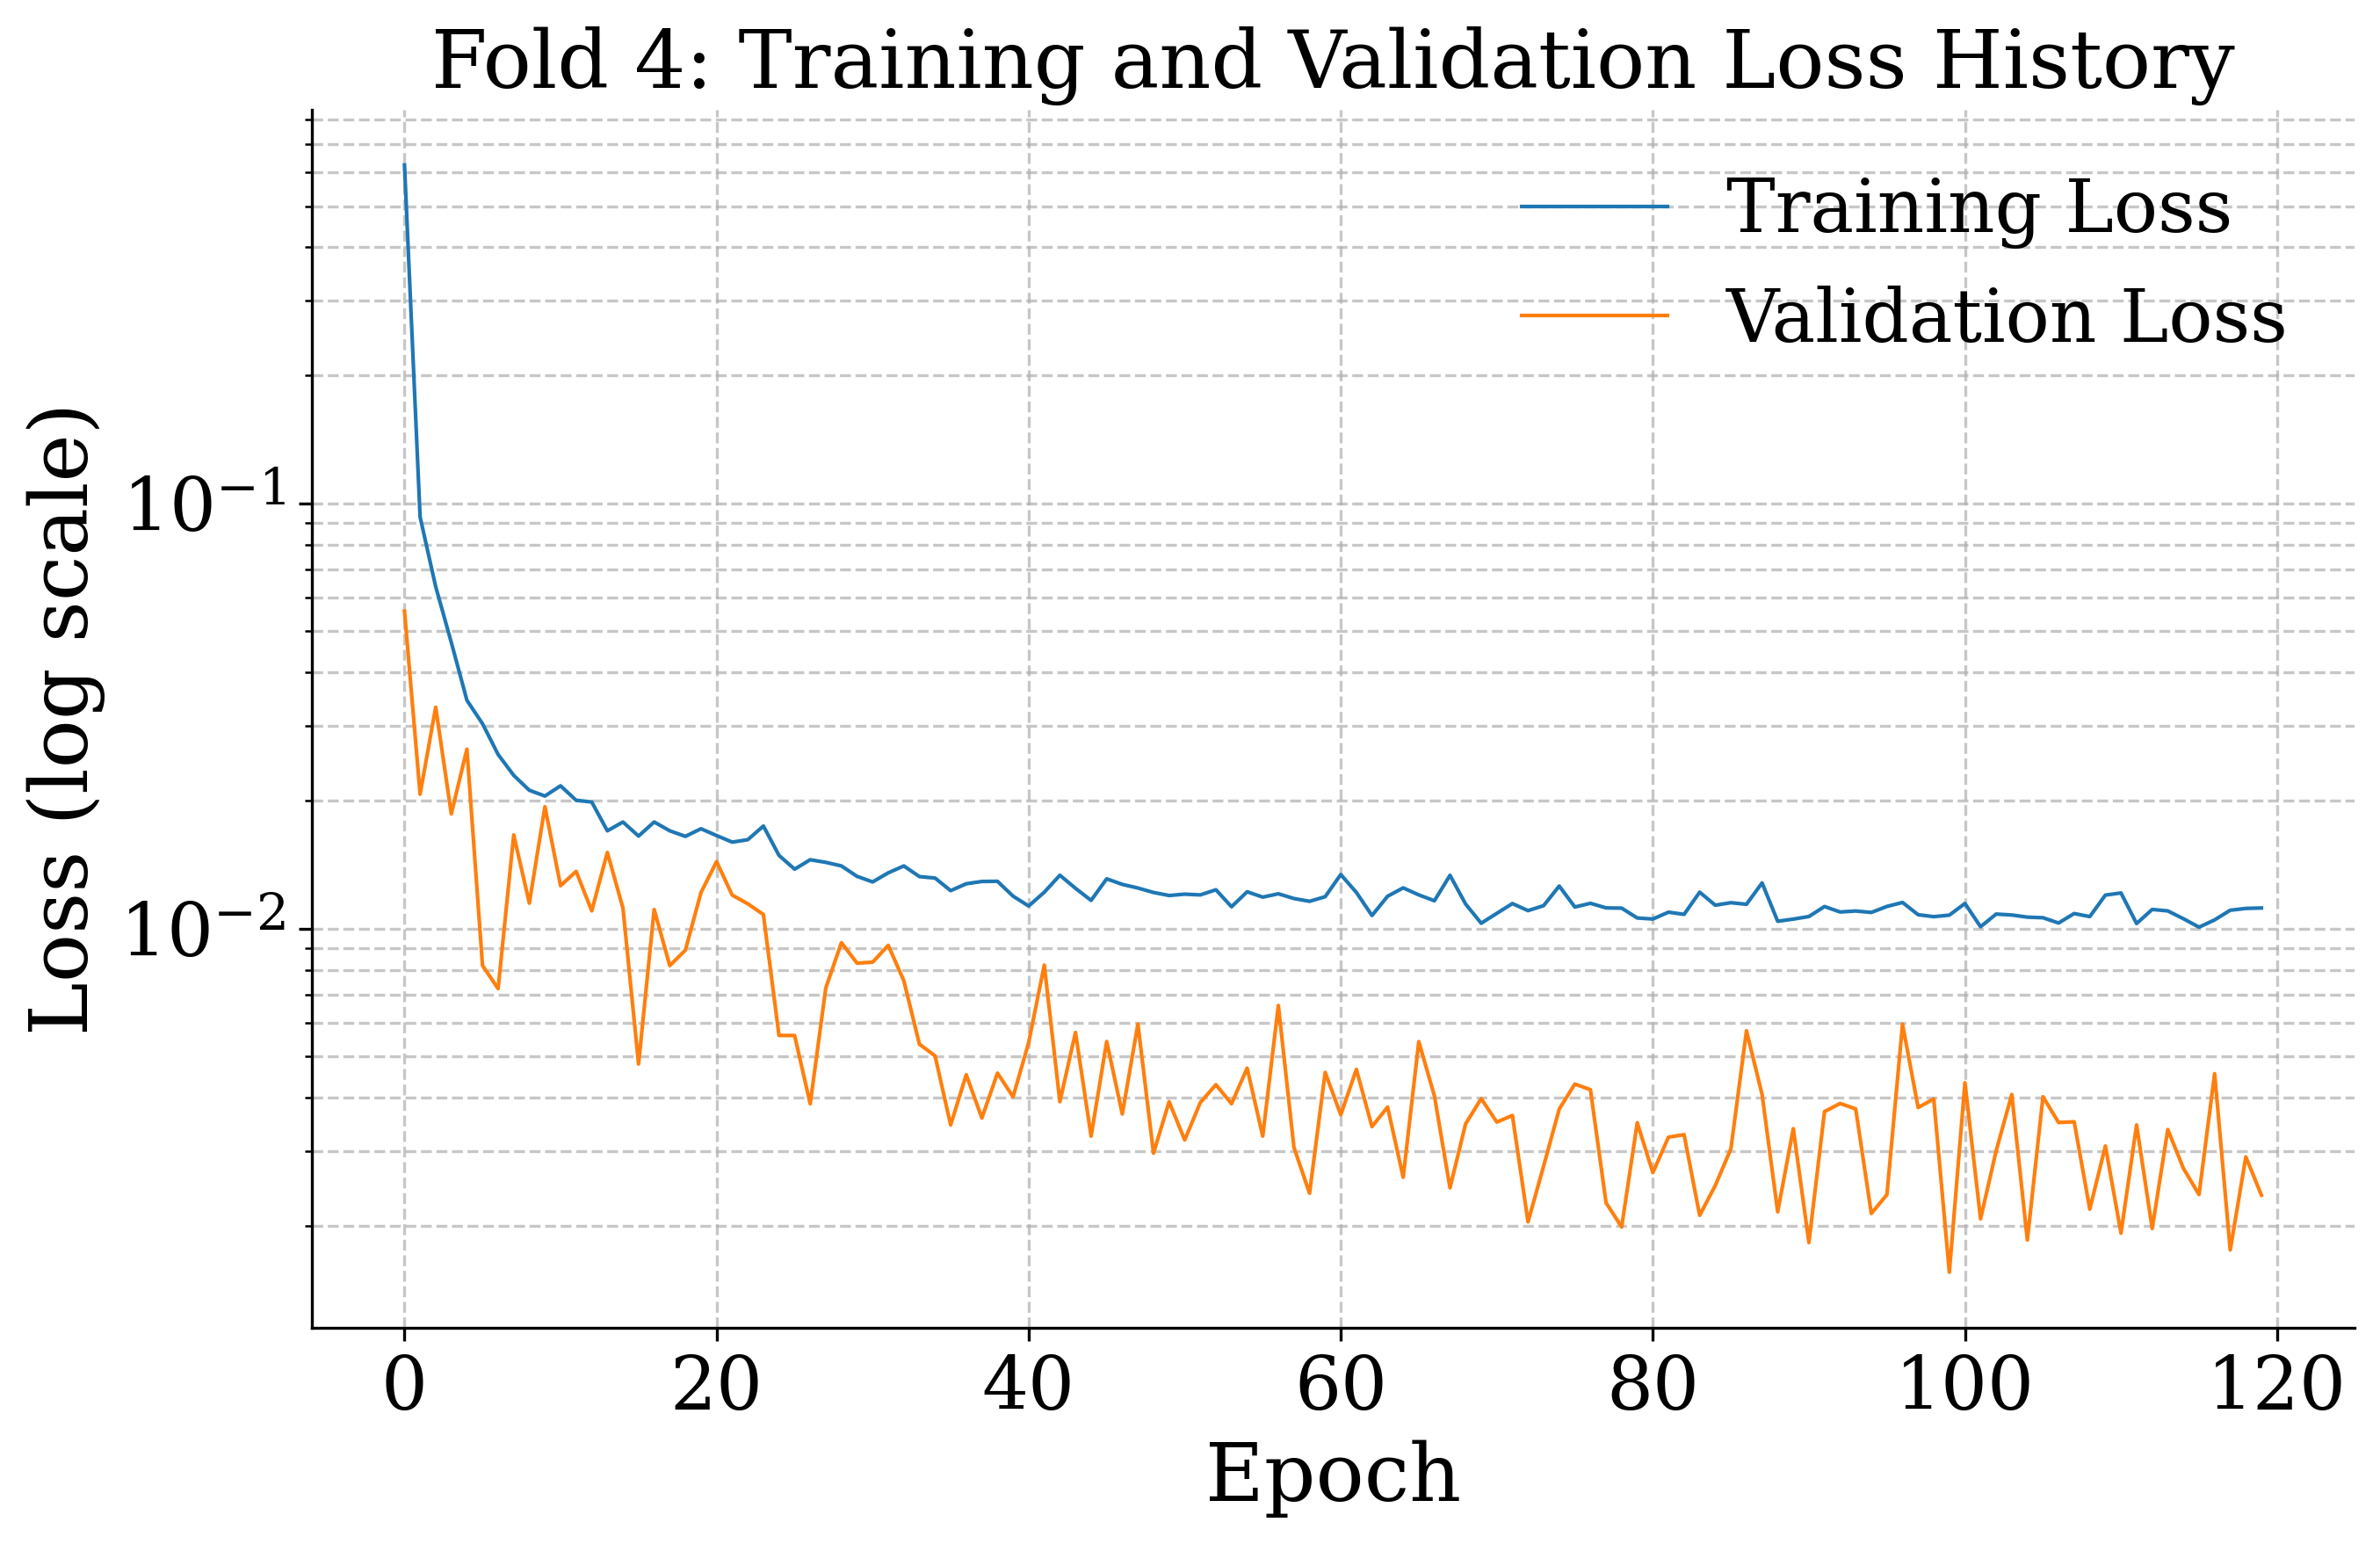 Fold 4: Training and Validation Loss History
Training Loss
Validation Loss
Loss (log scale)
10⁻¹
10⁻²
0 20 40 60 80 100 120
Epoch